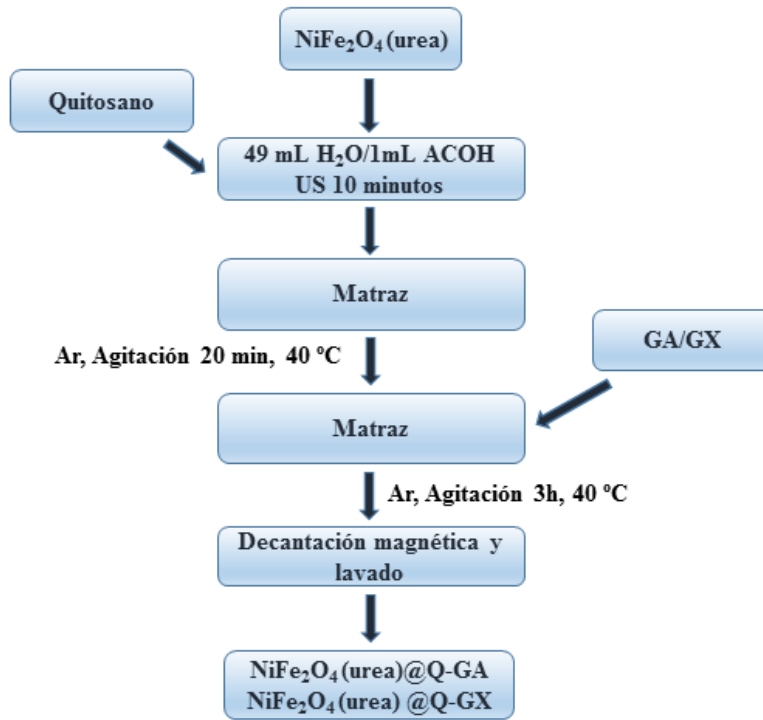 NiFe₂O₄ (urea)
Quitosano
49 mL H₂O/1mL ACOH
US 10 minutos
Matraz
GA/GX
Ar, Agitación 20 min, 40 ºC
Matraz
Ar, Agitación 3h, 40 ºC
Decantación magnética y
lavado
NiFe₂O₄ (urea)@Q-GA
NiFe₂O₄ (urea) @Q-GX